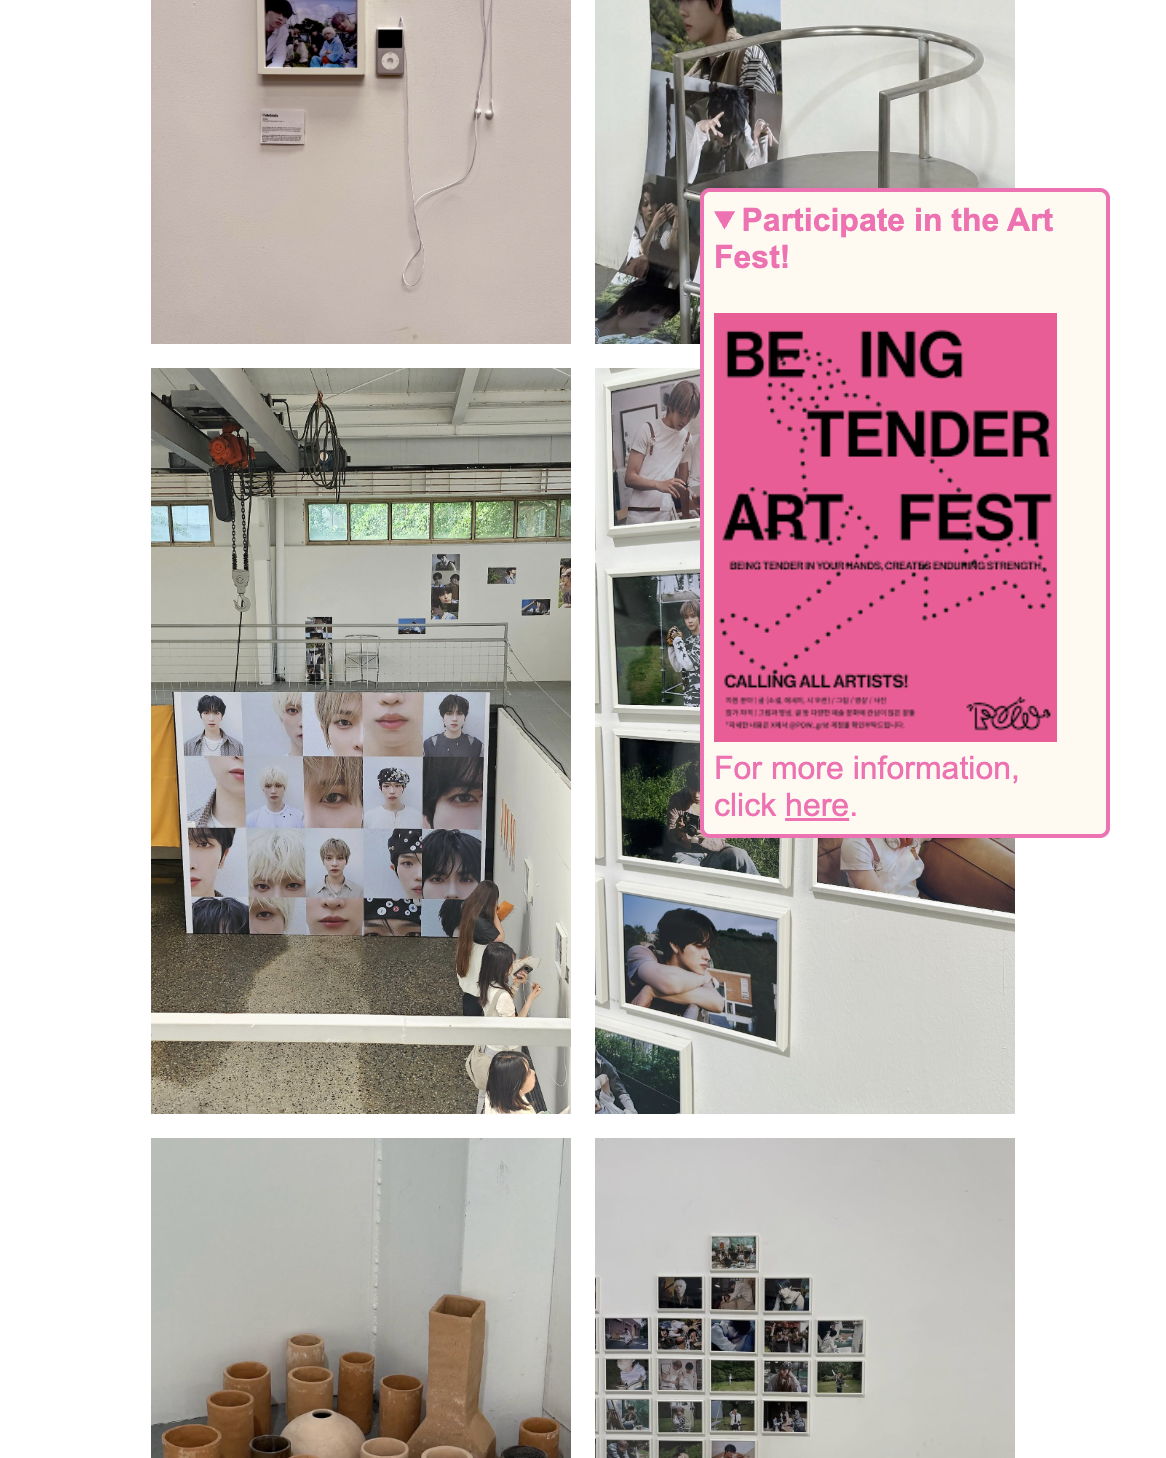 ▼ Participate in the Art
Fest!
BE ING
TENDER
ART FEST
BEING TENDER IN YOUR HANDS, CREATES ENDURING STRENGTH
CALLING ALL ARTISTS!
POW
For more information,
click here.